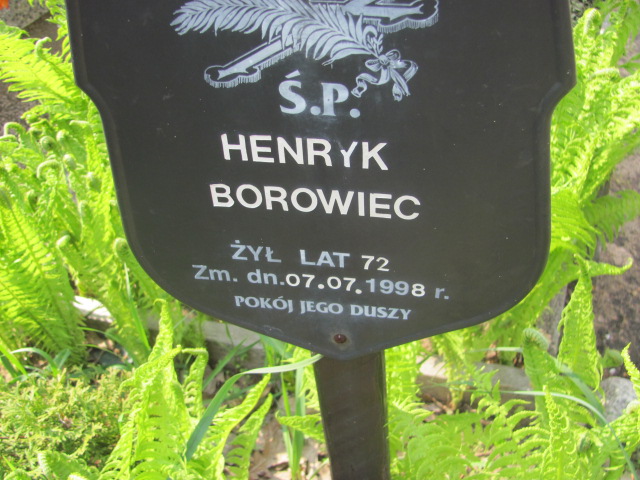 Ś.P.
HENRYK
BOROWIEC
ŻYŁ LAT 72
Zm. dn. 07.07.1998 r.
POKÓJ JEGO DUSZY